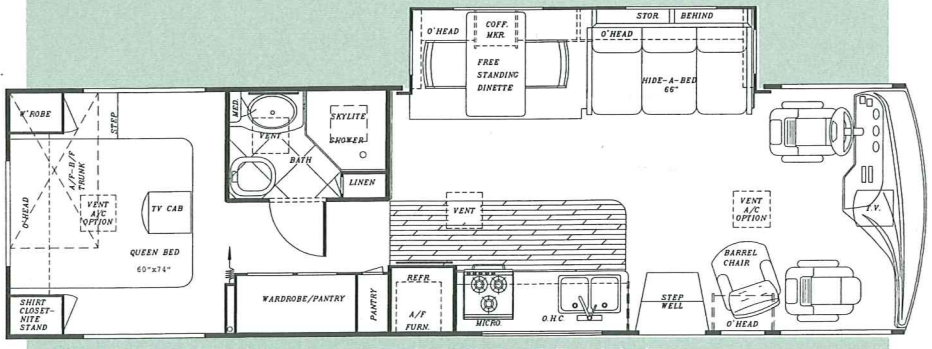 O'HEAD
COFF.
MKR.
FREE
STANDING
DINETTE
STOR
BEHIND
O'HEAD
HIDE-A-BED
66"
W'ROBE
STEP
A/F-B/F
TRUNK
O'HEAD
VENT
A/C
OPTION
TV CAB
QUEEN BED
60"x74"
SHIRT
CLOSET-
NITE
STAND
MED.
VENT
BATH
SKYLITE
SHOWER
LINEN
WARDROBE/PANTRY
PANTRY
REFR.
A/F
FURN.
VENT
MICRO.
O.H.C
STEP
WELL
VENT
A/C
OPTION
BARREL
CHAIR
O'HEAD
T.V.